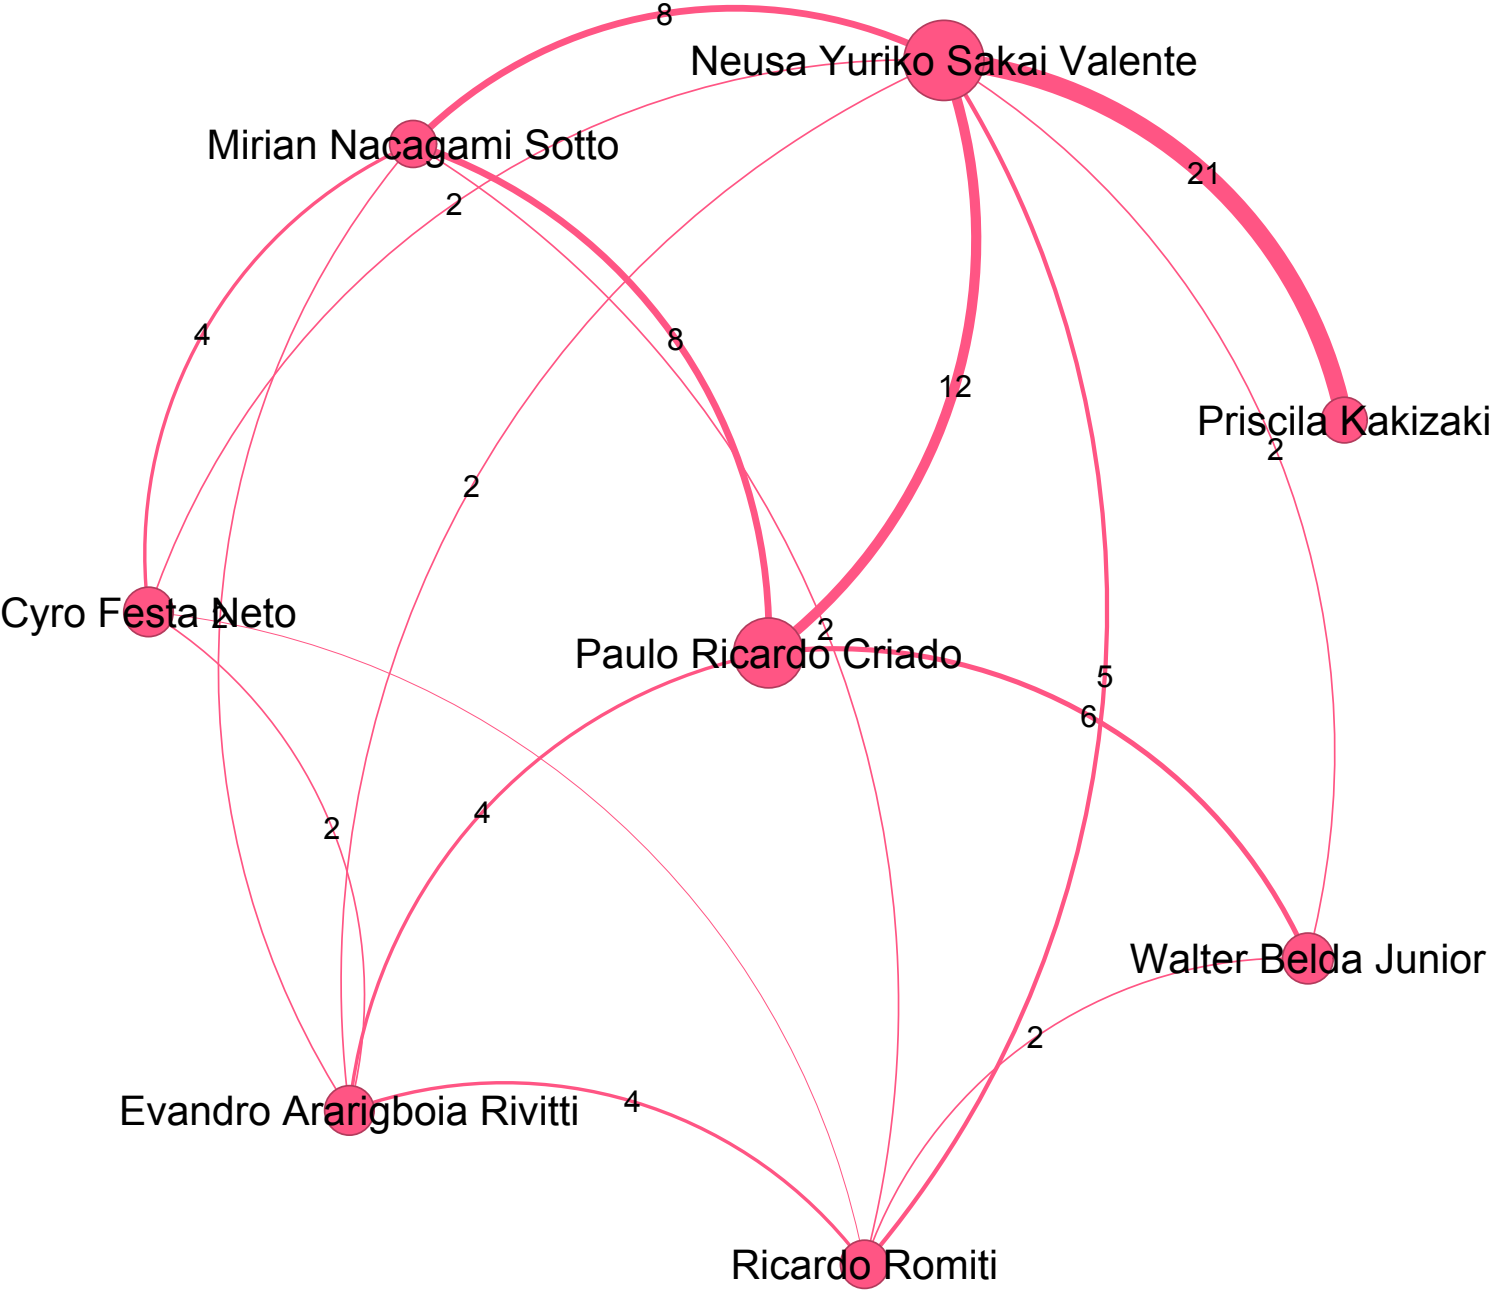 8
Neusa Yuriko Sakai Valente
Mirian Nacagami Sotto
21
2
4
8
12
Priscila Kakizaki
2
2
Cyro Festa Neto
2
2
Paulo Ricardo Criado
5
6
4
2
Walter Belda Junior
2
Evandro Ararigboia Rivitti
4
Ricardo Romiti